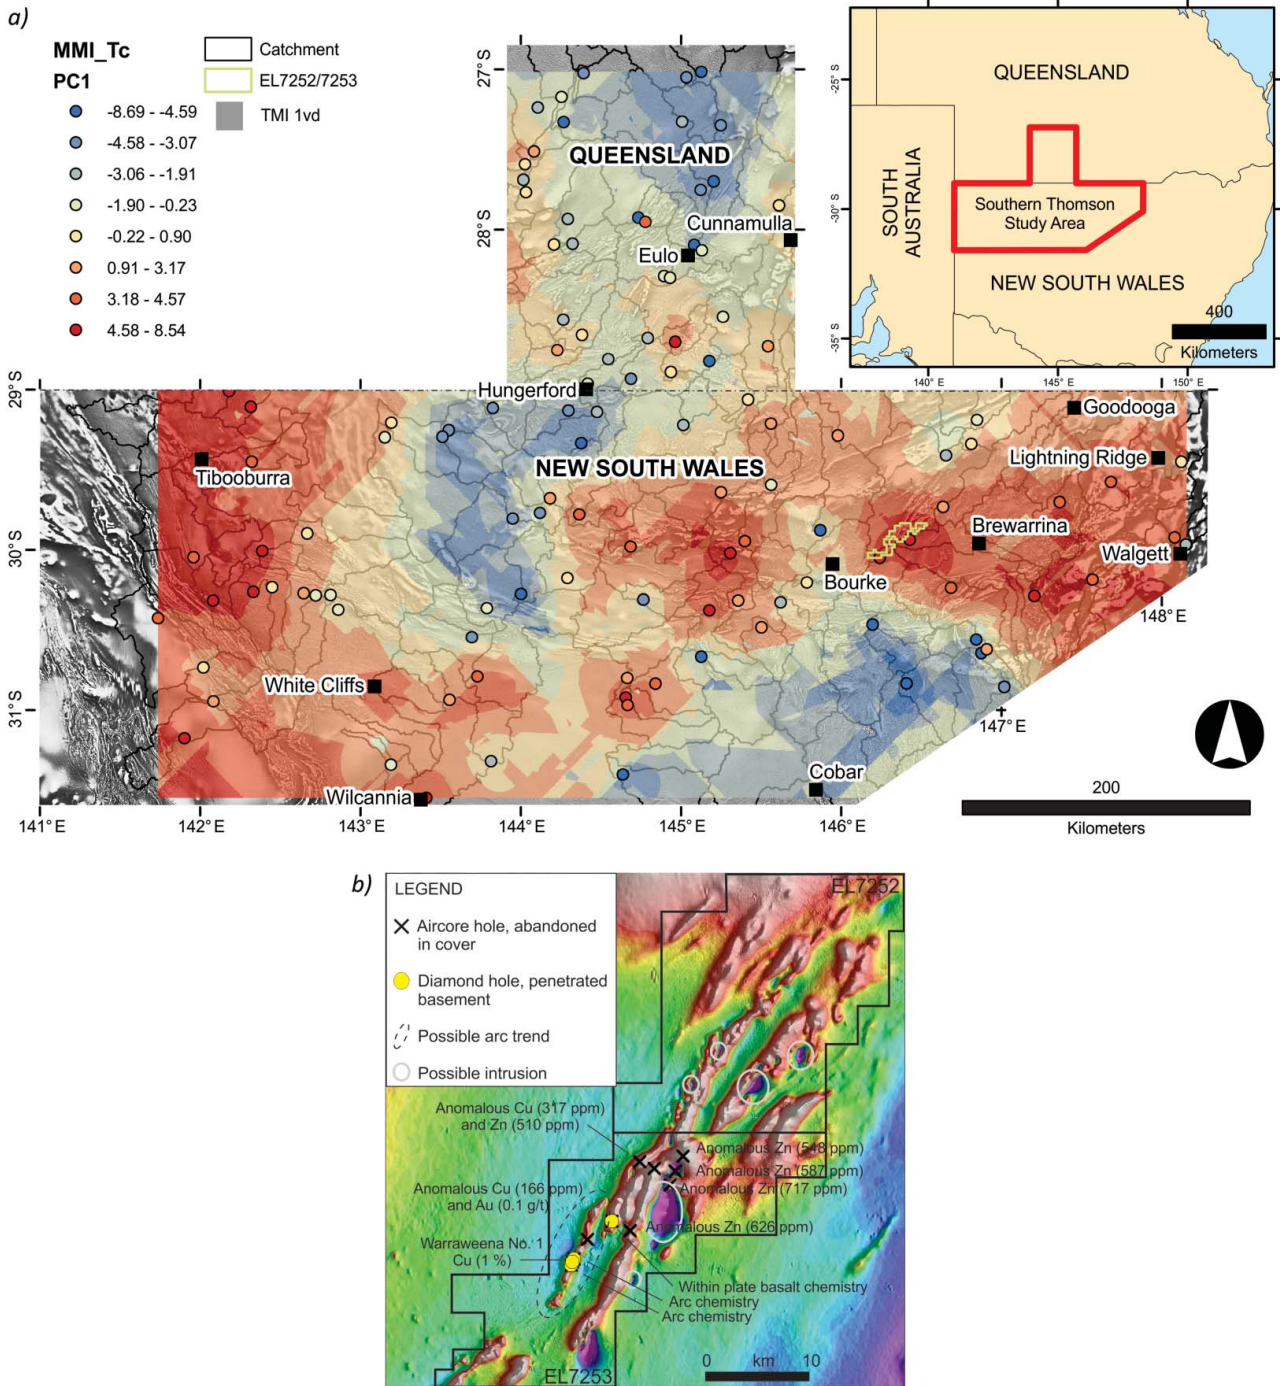 a)
MMI_Tc
PC1
-8.69 - -4.59
-4.58 - -3.07
-3.06 - -1.91
-1.90 - -0.23
-0.22 - 0.90
0.91 - 3.17
3.18 - 4.57
4.58 - 8.54
Catchment
EL7252/7253
TMI 1vd
27°S
28°S
29°S
30°S
31°S
QUEENSLAND
Cunnamulla
Eulo
Hungerford
Goodooga
Tibooburra
NEW SOUTH WALES
Lightning Ridge
Brewarrina
Walgett
Bourke
148°E
White Cliffs
147°E
Cobar
Wilcannia
141°E
142°E
143°E
144°E
145°E
146°E
200
Kilometers
QUEENSLAND
SOUTH
AUSTRALIA
Southern Thomson
Study Area
NEW SOUTH WALES
400
Kilometers
-25°S
-30°S
-35°S
140°E
145°E
150°E
b)
LEGEND
Aircore hole, abandoned
in cover
Diamond hole, penetrated
basement
Possible arc trend
Possible intrusion
EL7252
Anomalous Cu (317 ppm)
and Zn (510 ppm)
Anomalous Zn (548 ppm)
Anomalous Zn (587 ppm)
Anomalous Zn (717 ppm)
Anomalous Cu (166 ppm)
and Au (0.1 g/t)
Anomalous Zn (626 ppm)
Warraweena No. 1
Cu (1 %)
Within plate basalt chemistry
Arc chemistry
Arc chemistry
0 km 10
EL7253